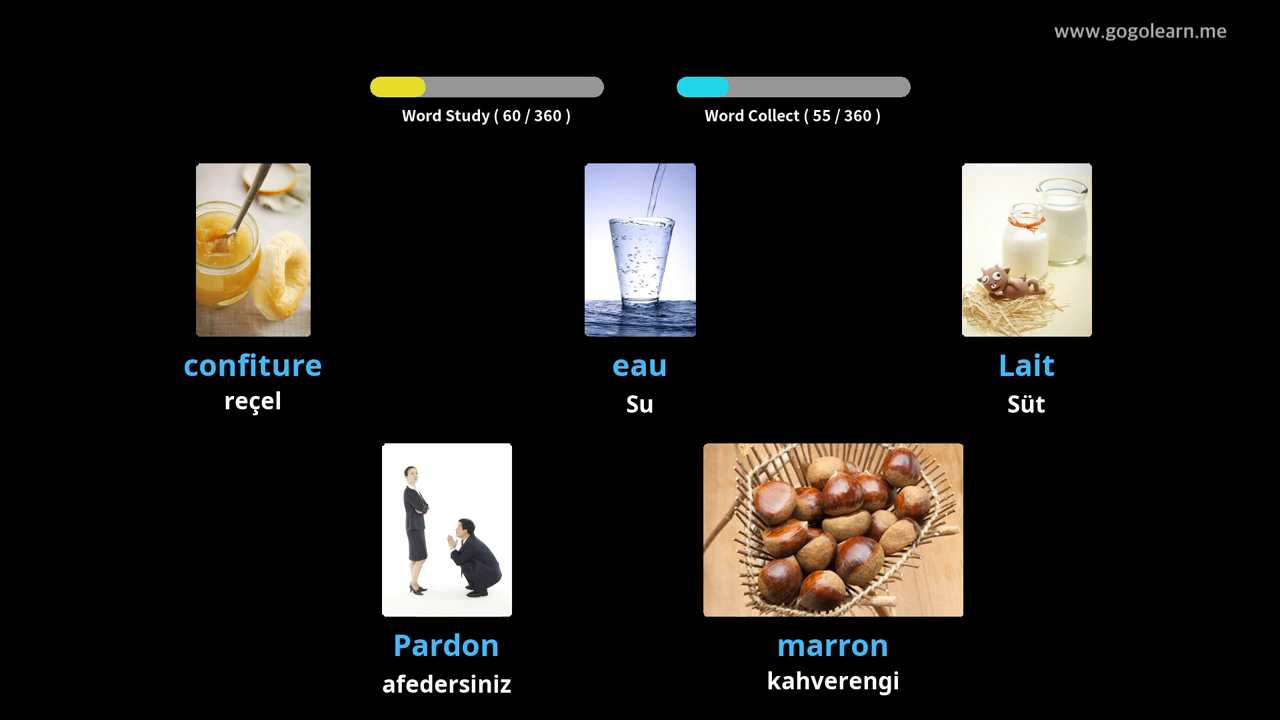 www.gogolearn.me
Word Study ( 60 / 360 )
Word Collect ( 55 / 360 )
confiture
reçel
eau
Su
Lait
Süt
Pardon
afedersiniz
marron
kahverengi